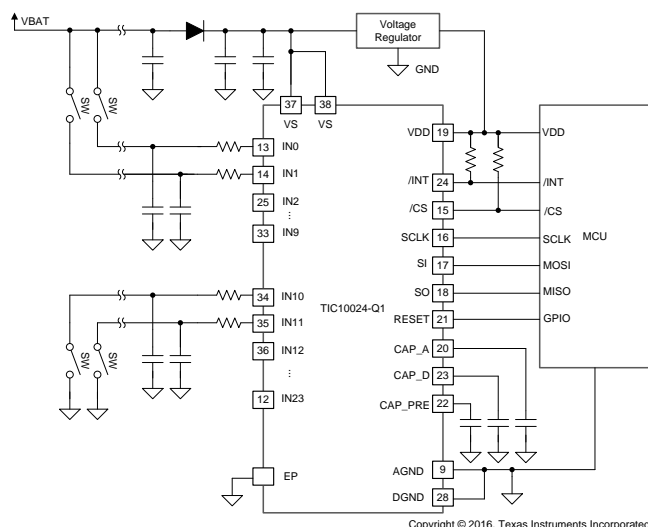 VBAT
Voltage
Regulator
GND
SW
SW
37
38
VS
VS
13
IN0
14
IN1
25
IN2
⋮
33
IN9
34
IN10
35
IN11
36
IN12
⋮
12
IN23
EP
SW
SW
TIC10024-Q1
VDD
19
VDD
/INT
24
/INT
/CS
15
/CS
SCLK
16
SCLK
MCU
SI
17
MOSI
SO
18
MISO
RESET
21
GPIO
CAP_A
20
CAP_D
23
CAP_PRE
22
AGND
9
DGND
28
Copyright © 2016, Texas Instruments Incorporated